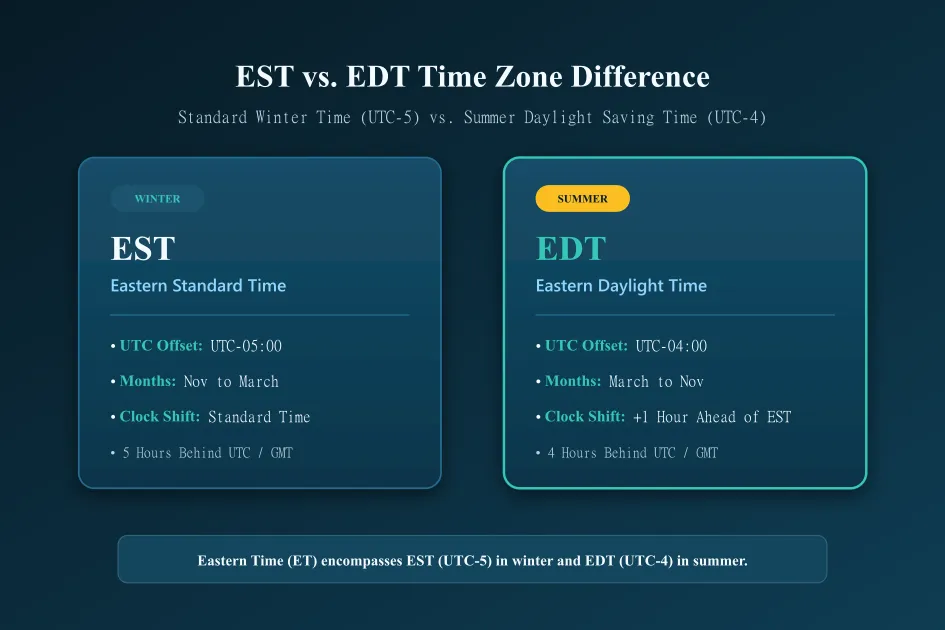 EST vs. EDT Time Zone Difference
Standard Winter Time (UTC-5) vs. Summer Daylight Saving Time (UTC-4)
WINTER
EST
Eastern Standard Time
• UTC Offset: UTC-05:00
• Months: Nov to March
• Clock Shift: Standard Time
• 5 Hours Behind UTC / GMT
SUMMER
EDT
Eastern Daylight Time
• UTC Offset: UTC-04:00
• Months: March to Nov
• Clock Shift: +1 Hour Ahead of EST
• 4 Hours Behind UTC / GMT
Eastern Time (ET) encompasses EST (UTC-5) in winter and EDT (UTC-4) in summer.